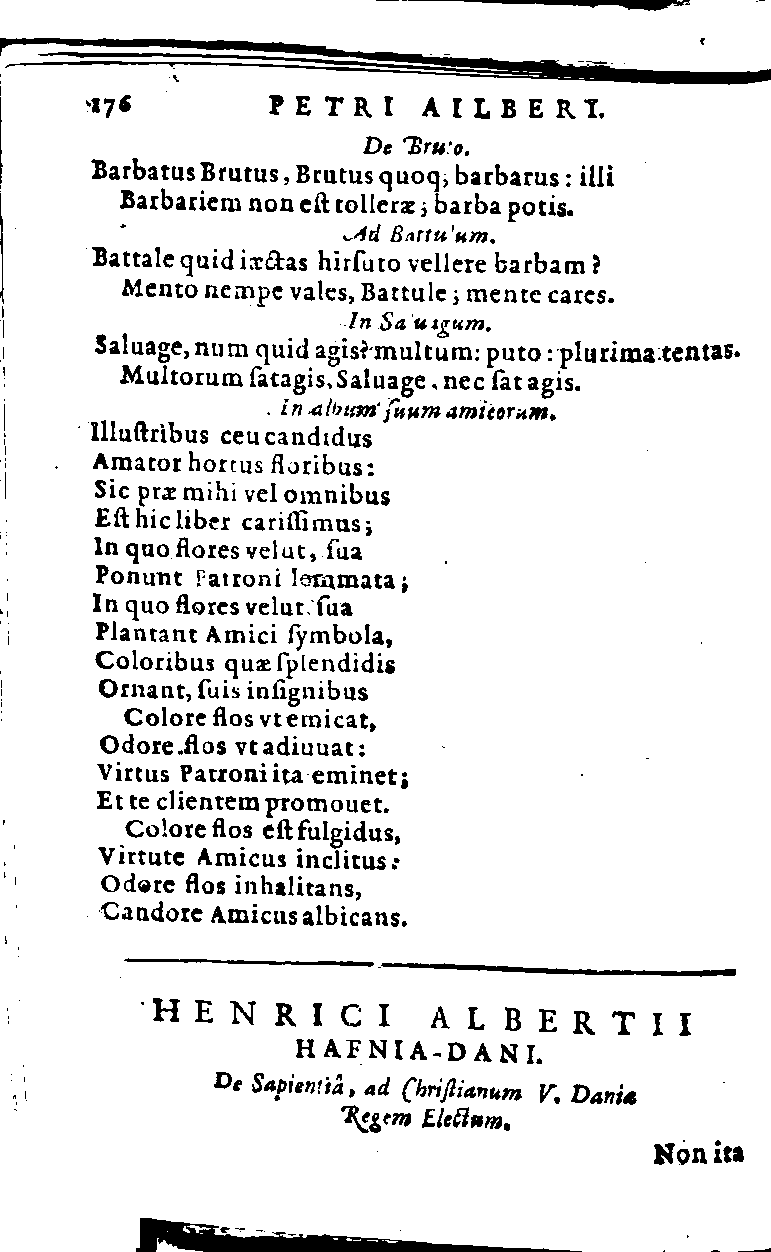 176 PETRI AILBERT.
De Bruto.
Barbatus Brutus, Brutus quoq; barbarus: illi
Barbariem non eſt tolleræ; barba potis.
Ad Battulum.
Battale quid iæctas hirſuto vellere barbam?
Mento nempe vales, Battule; mente cares.
In Saluagum.
Saluage, num quid agis? multum: puto: plurima tentas.
Multorum ſatagis, Saluage, nec ſat agis.
In album ſuum amicorum.
Illuſtribus ceu candidus
Amator hortus floribus:
Sic præ mihi vel omnibus
Eſt hic liber cariſſimus;
In quo flores velut, ſua
Ponunt Patroni lemmata;
In quo flores velut ſua
Plantant Amici ſymbola,
Coloribus quæ ſplendidis
Ornant, ſuis inſignibus
Colore flos vt emicat,
Odore flos vt adiuuat:
Virtus Patroni ita eminet;
Et te clientem promouet.
Colore flos eſt fulgidus,
Virtute Amicus inclitus:
Odore flos inhalitans,
Candore Amicus albicans.
HENRICI ALBERTII
HAFNIA-DANI.
De Sapientiâ, ad Chriſtianum V. Daniæ
Regem Electum.
Non ita